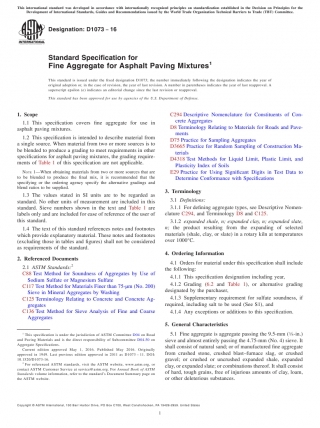 This international standard was developed in accordance with internationally recognized principles on standardization established in the Decision on Principles for the
Development of International Standards, Guides and Recommendations issued by the World Trade Organization Technical Barriers to Trade (TBT) Committee.
Designation: D1073 – 16
INTERNATIONAL
Standard Specification for
Fine Aggregate for Asphalt Paving Mixtures¹
This standard is issued under the fixed designation D1073; the number immediately following the designation indicates the year of
original adoption or, in the case of revision, the year of last revision. A number in parentheses indicates the year of last reapproval. A
superscript epsilon (ε) indicates an editorial change since the last revision or reapproval.
This standard has been approved for use by agencies of the U.S. Department of Defense.
1. Scope
1.1 This specification covers fine aggregate for use in
asphalt paving mixtures.
1.2 This specification is intended to describe material from
a single source. When material from two or more sources is to
be blended to produce a grading to meet requirements in other
specifications for asphalt paving mixtures, the grading require-
ments of Table 1 of this specification are not applicable.
NOTE 1—When obtaining materials from two or more sources that are
to be blended to produce the final mix, it is recommended that the
specifying or the ordering agency specify the alternative gradings and
blend ratios to be supplied.
1.3 The values stated in SI units are to be regarded as
standard. No other units of measurement are included in this
standard. Sieve numbers shown in the text and Table 1 are
labels only and are included for ease of reference of the user of
this standard.
1.4 The text of this standard references notes and footnotes
which provide explanatory material. These notes and footnotes
(excluding those in tables and figures) shall not be considered
as requirements of the standard.
2. Referenced Documents
2.1 ASTM Standards:²
C88 Test Method for Soundness of Aggregates by Use of
Sodium Sulfate or Magnesium Sulfate
C117 Test Method for Materials Finer than 75-µm (No. 200)
Sieve in Mineral Aggregates by Washing
C125 Terminology Relating to Concrete and Concrete Ag-
gregates
C136 Test Method for Sieve Analysis of Fine and Coarse
Aggregates
¹ This specification is under the jurisdiction of ASTM Committee D04 on Road
and Paving Materials and is the direct responsibility of Subcommittee
Aggregate Specifications.
Current edition approved May 1, 2016. Published May 2016. Originally
approved in 1949. Last previous edition approved in 2011 as D1073 – 11.
10.1520/D1073-16.
² For referenced ASTM standards, visit the ASTM website, www.astm.org, or
contact ASTM Customer Service at service@astm.org. For Annual Book of ASTM
Standards volume information, refer to the standard's Document Summary page on
the ASTM website.
C294 Descriptive Nomenclature for Constituents of Con-
crete Aggregates
D8 Terminology Relating to Materials for Roads and Pave-
ments
D75 Practice for Sampling Aggregates
D3665 Practice for Random Sampling of Construction Ma-
terials
D4318 Test Methods for Liquid Limit, Plastic Limit, and
Plasticity Index of Soils
E29 Practice for Using Significant Digits in Test Data to
Determine Conformance with Specifications
3. Terminology
3.1 Definitions:
3.1.1 For defining aggregate types, see Descriptive Nomen-
clature C294, and Terminology D8 and C125.
3.1.2 expanded shale, n, expanded clay, n, expanded slate,
n; the product resulting from the expanding of selected
materials (shale, clay, or slate) in a rotary kiln at temperatures
over 1000°C.
4. Ordering Information
4.1 Orders for material under this specification shall include
the following:
4.1.1 This specification designation including year,
4.1.2 Grading (6.2 and Table 1), or alternative grading
designated by the purchaser,
4.1.3 Supplementary requirement for sulfate soundness, if
required, including salt to be used (See S1), and
4.1.4 Any exceptions or additions to this specification.
5. General Characteristics
5.1 Fine aggregate is aggregate passing the 9.5-mm (³⁄₈-in.)
sieve and almost entirely passing the 4.75-mm (No. 4) sieve. It
shall consist of natural sand; or of manufactured fine aggregate
from crushed stone, crushed blast-furnace slag, or crushed
gravel; or crushed or uncrushed expanded shale, expanded
clay, or expanded slate; or combinations thereof. It shall consist
of hard, tough grains, free of injurious amounts of clay, loam,
or other deleterious substances.
Copyright © ASTM International, 100 Barr Harbor Drive, PO Box C700, West Conshohocken, PA 19428-2959. United States
1